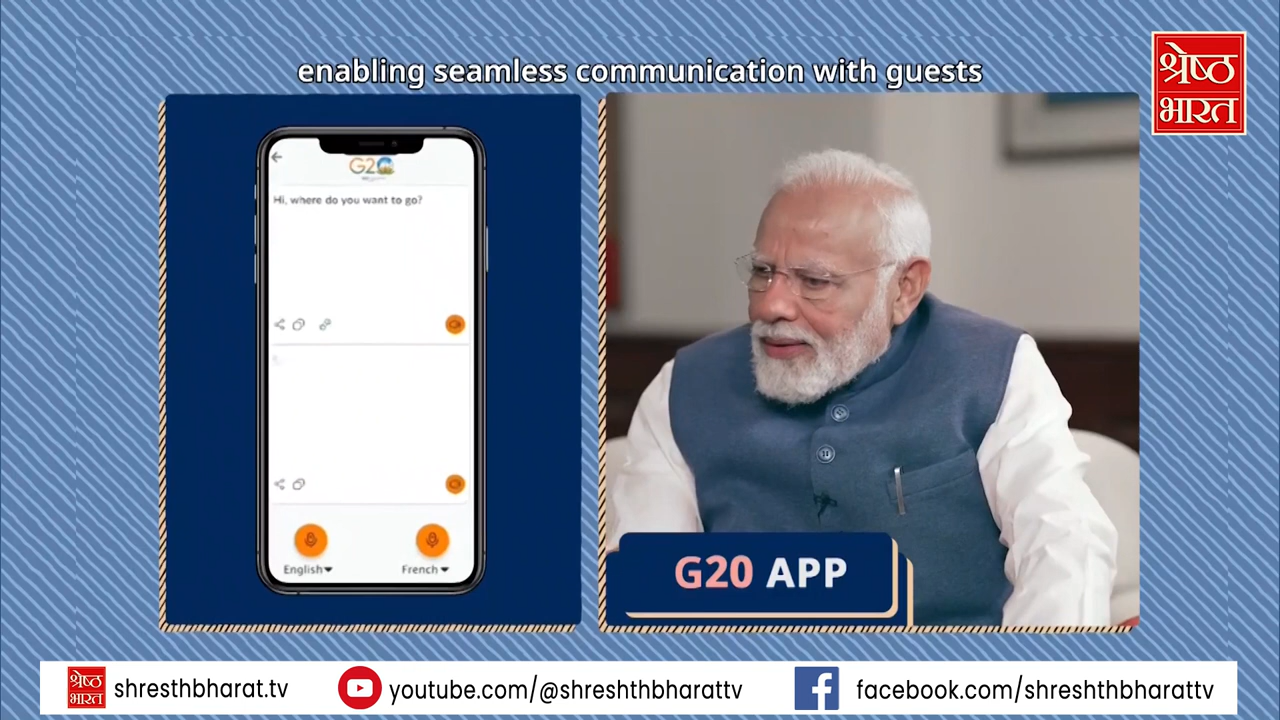 enabling seamless communication with guests
श्रेष्ठ
भारत
G20
Hi, where do you want to go?
English
French
G20 APP
श्रेष्ठ
भारत
shresthbharat.tv
youtube.com/@shreshthbharattv
facebook.com/shreshthbharattv